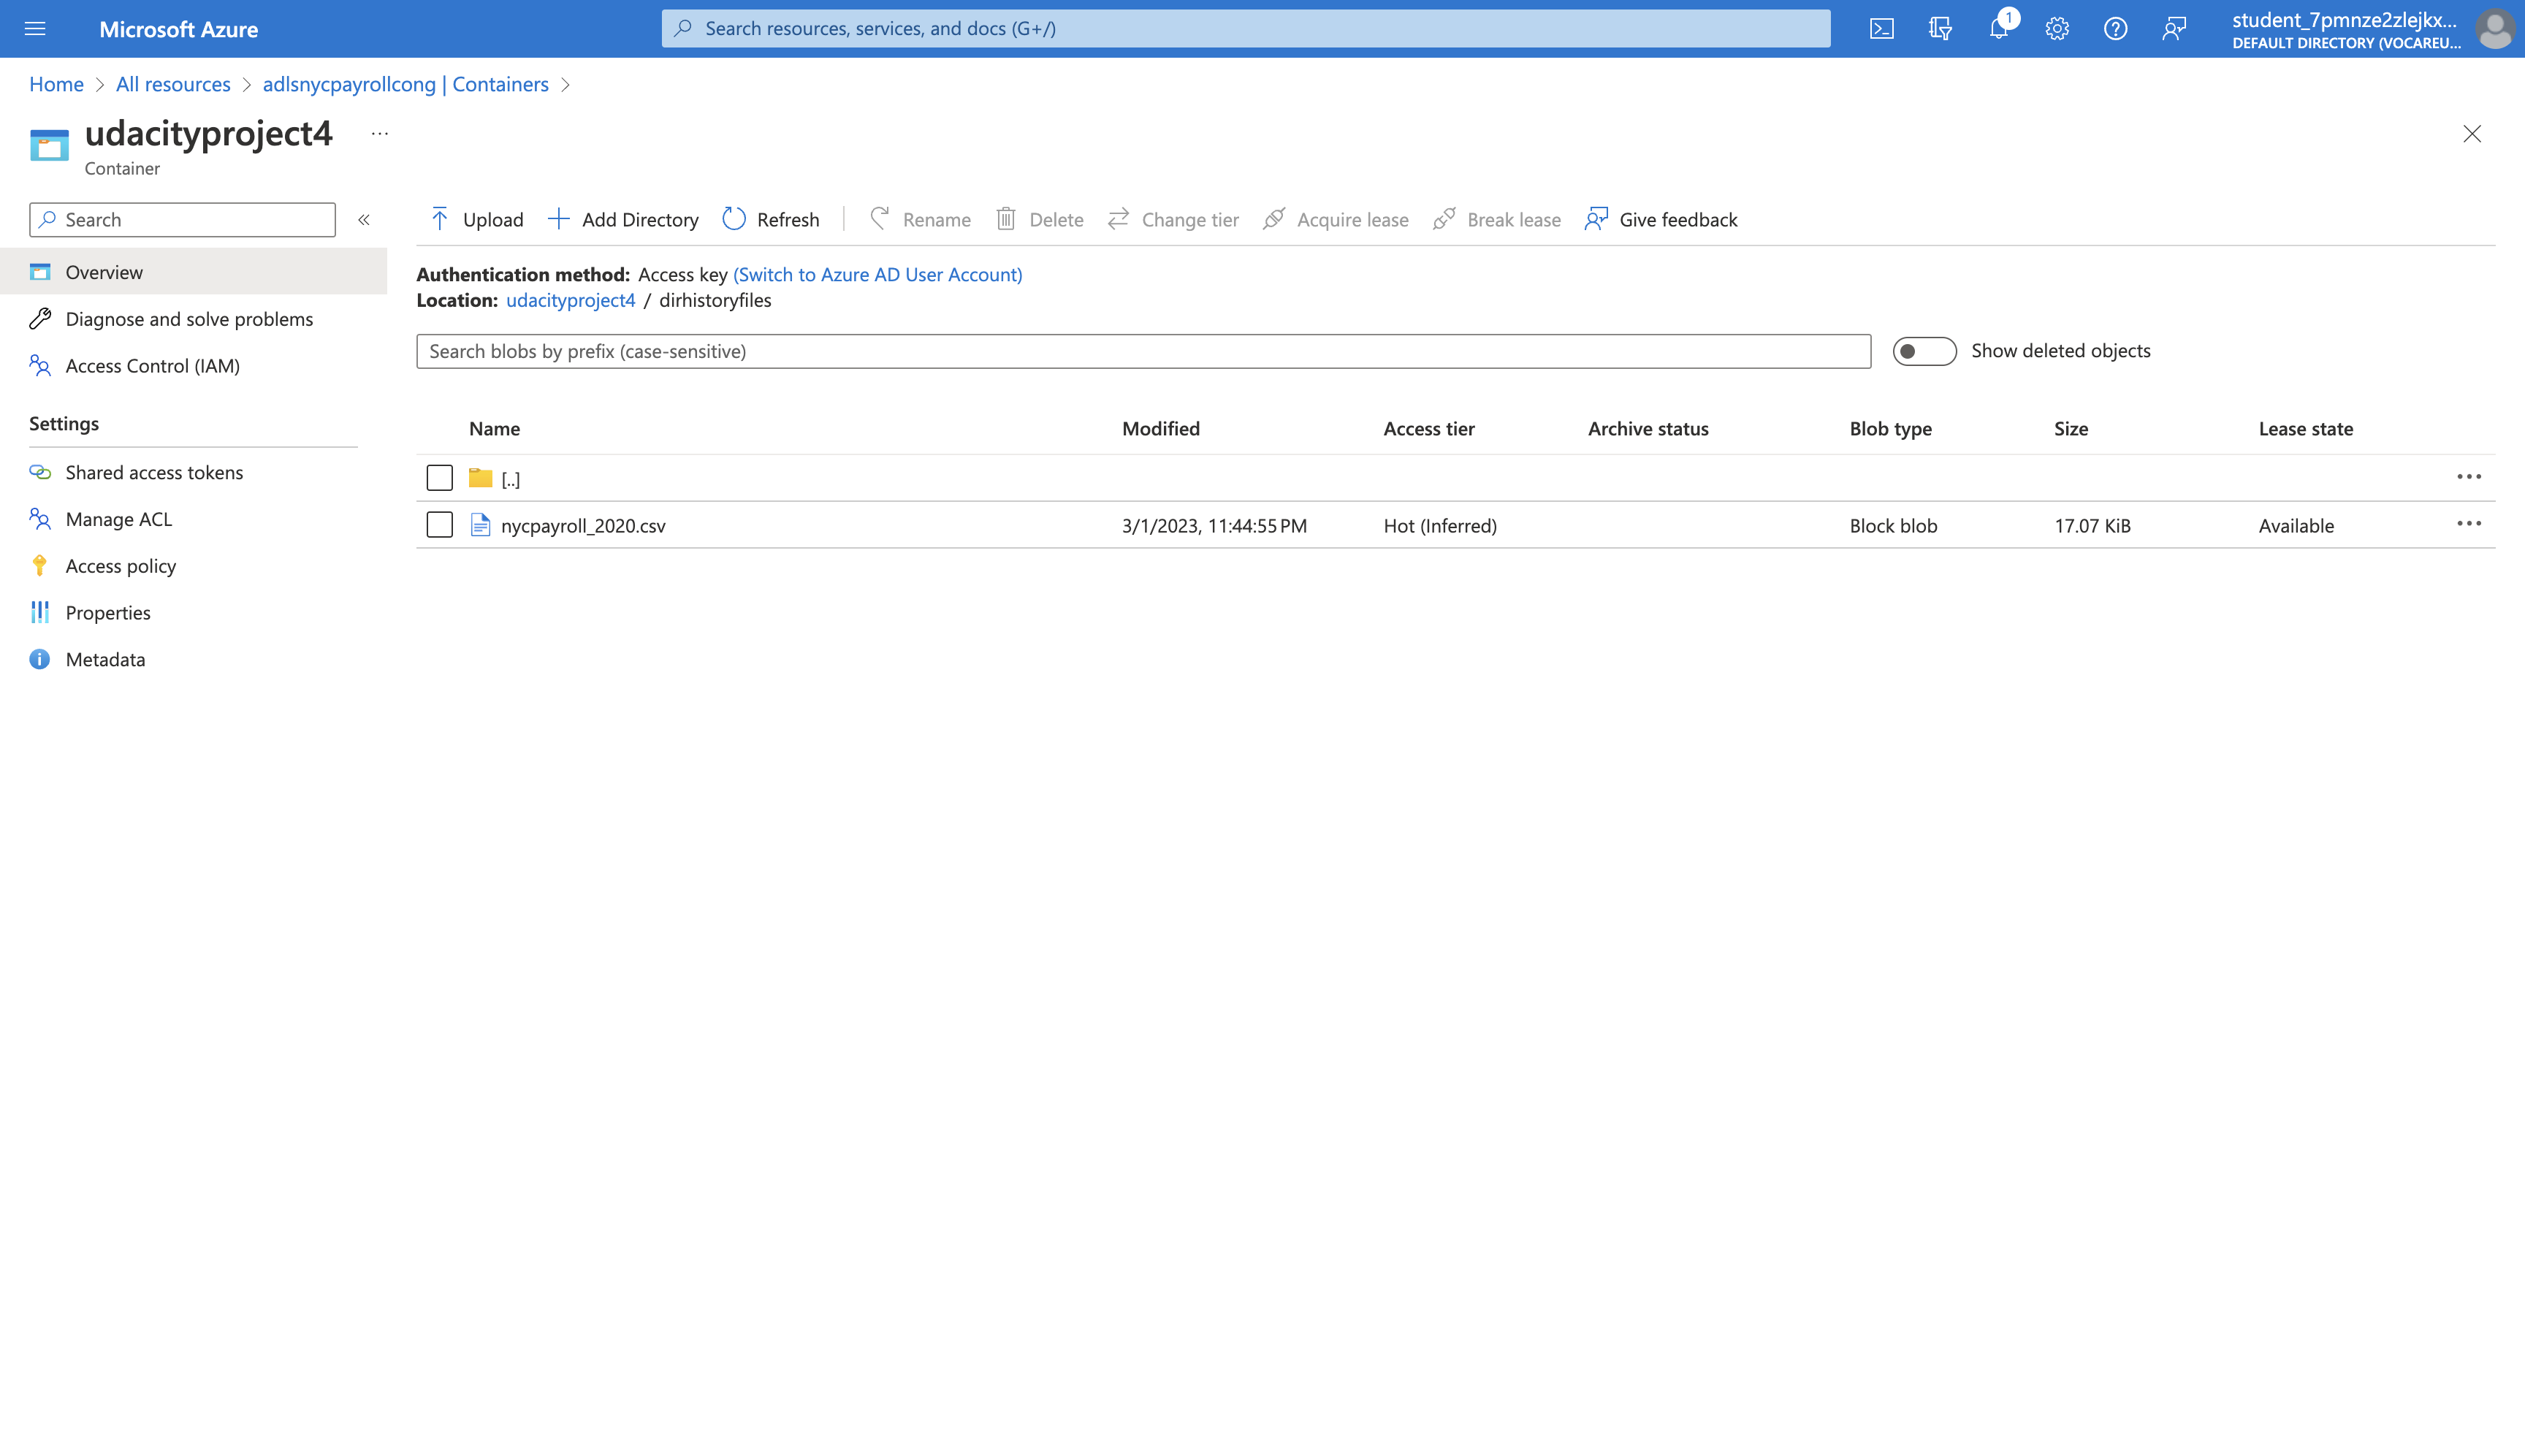 Microsoft Azure
Search resources, services, and docs (G+/)
1
student_7pmnze2zlejkx...
DEFAULT DIRECTORY (VOCAREU...
Home > All resources > adlsnycpayrollcong | Containers >
udacityproject4 ...
Container
Search «
Upload Add Directory Refresh Rename Delete Change tier Acquire lease Break lease Give feedback
Overview
Diagnose and solve problems
Access Control (IAM)
Settings
Shared access tokens
Manage ACL
Access policy
Properties
Metadata
Authentication method: Access key (Switch to Azure AD User Account)
Location: udacityproject4 / dirhistoryfiles
Search blobs by prefix (case-sensitive)
Show deleted objects
Name Modified Access tier Archive status Blob type Size Lease state
[..] ...
nycpayroll_2020.csv 3/1/2023, 11:44:55 PM Hot (Inferred) Block blob 17.07 KiB Available ...